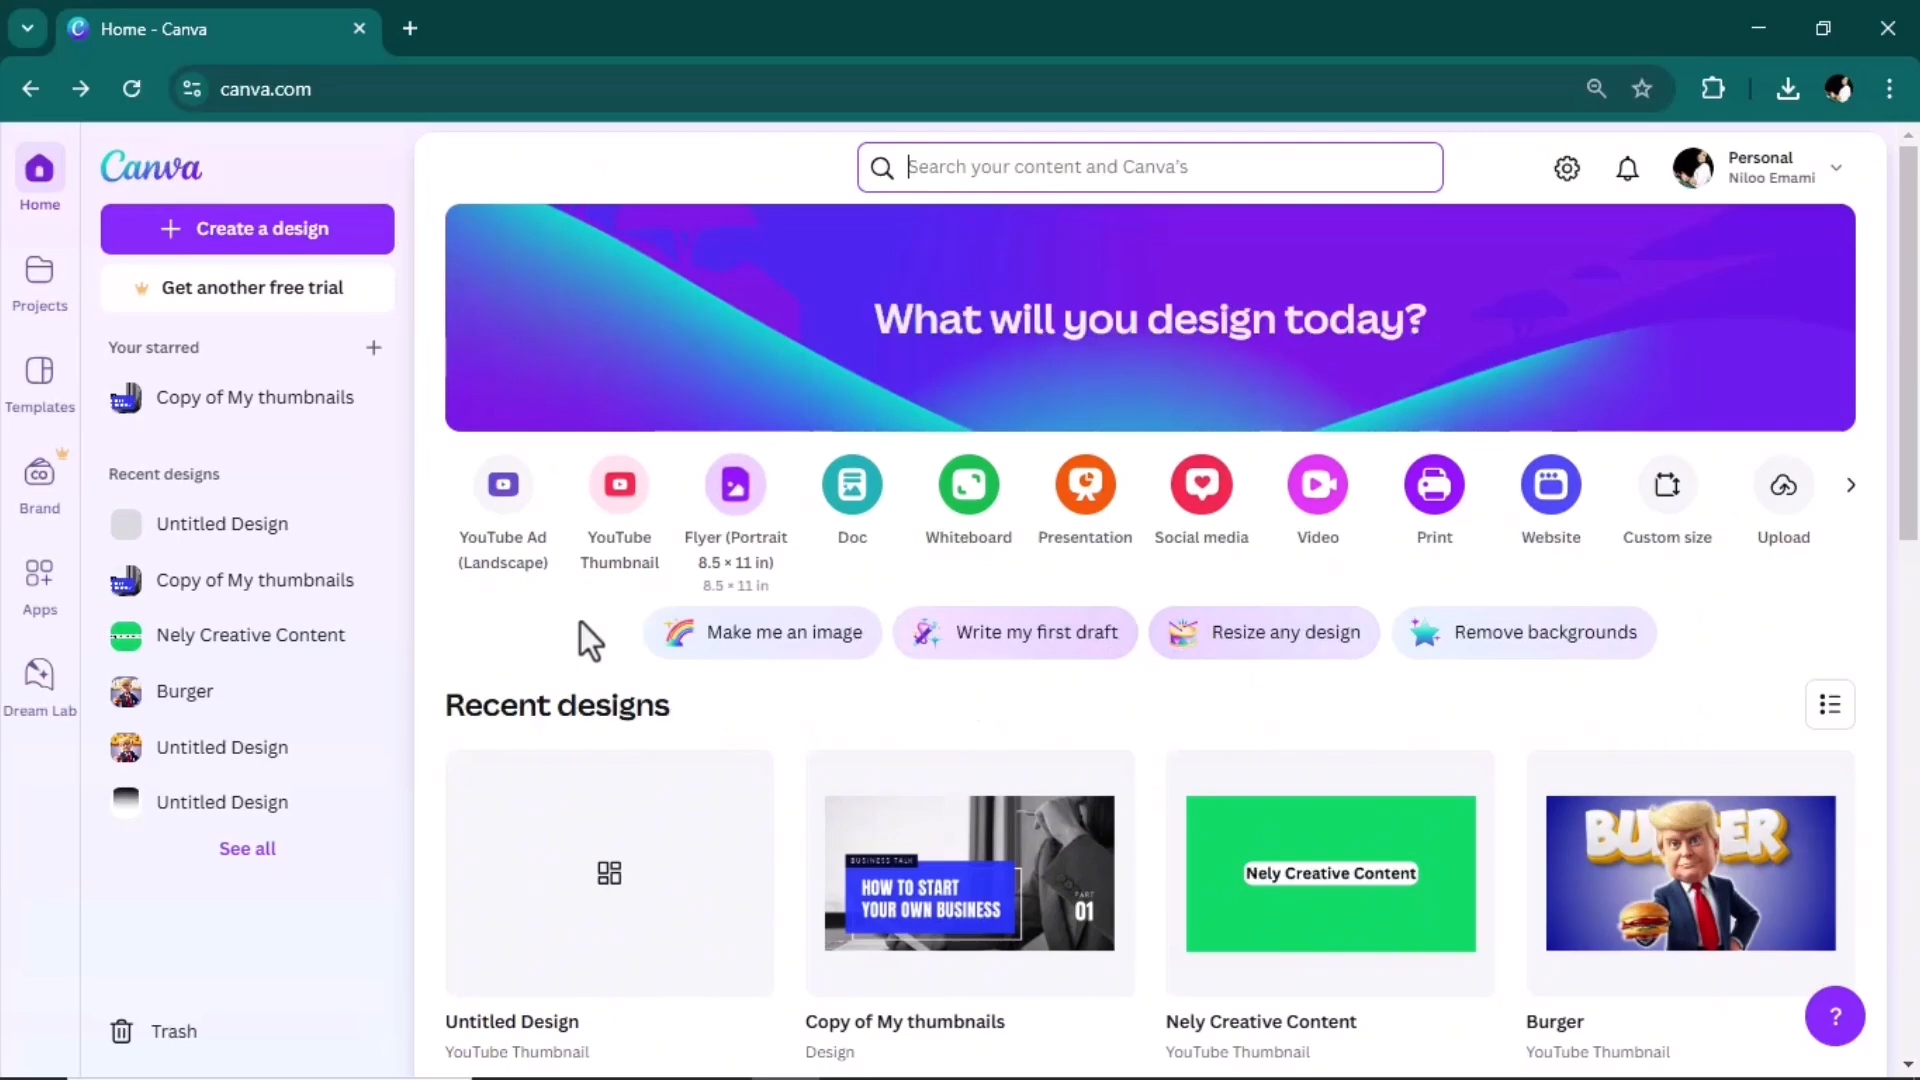 Home - Canva
canva.com
Home
Projects
Templates
Brand
Apps
Dream Lab
Canva
+ Create a design
Get another free trial
Your starred
Copy of My thumbnails
Recent designs
Untitled Design
Copy of My thumbnails
Nely Creative Content
Burger
Untitled Design
Untitled Design
See all
Trash
Search your content and Canva's
Personal
Niloo Emami
What will you design today?
YouTube Ad
(Landscape)
YouTube
Thumbnail
Flyer (Portrait
8.5 × 11 in)
8.5 × 11 in
Doc
Whiteboard
Presentation
Social media
Video
Print
Website
Custom size
Upload
Make me an image
Write my first draft
Resize any design
Remove backgrounds
Recent designs
BUSINESS TALK
HOW TO START
YOUR OWN BUSINESS
PART
01
Nely Creative Content
BURGER
Untitled Design
YouTube Thumbnail
Copy of My thumbnails
Design
Nely Creative Content
YouTube Thumbnail
Burger
YouTube Thumbnail
?